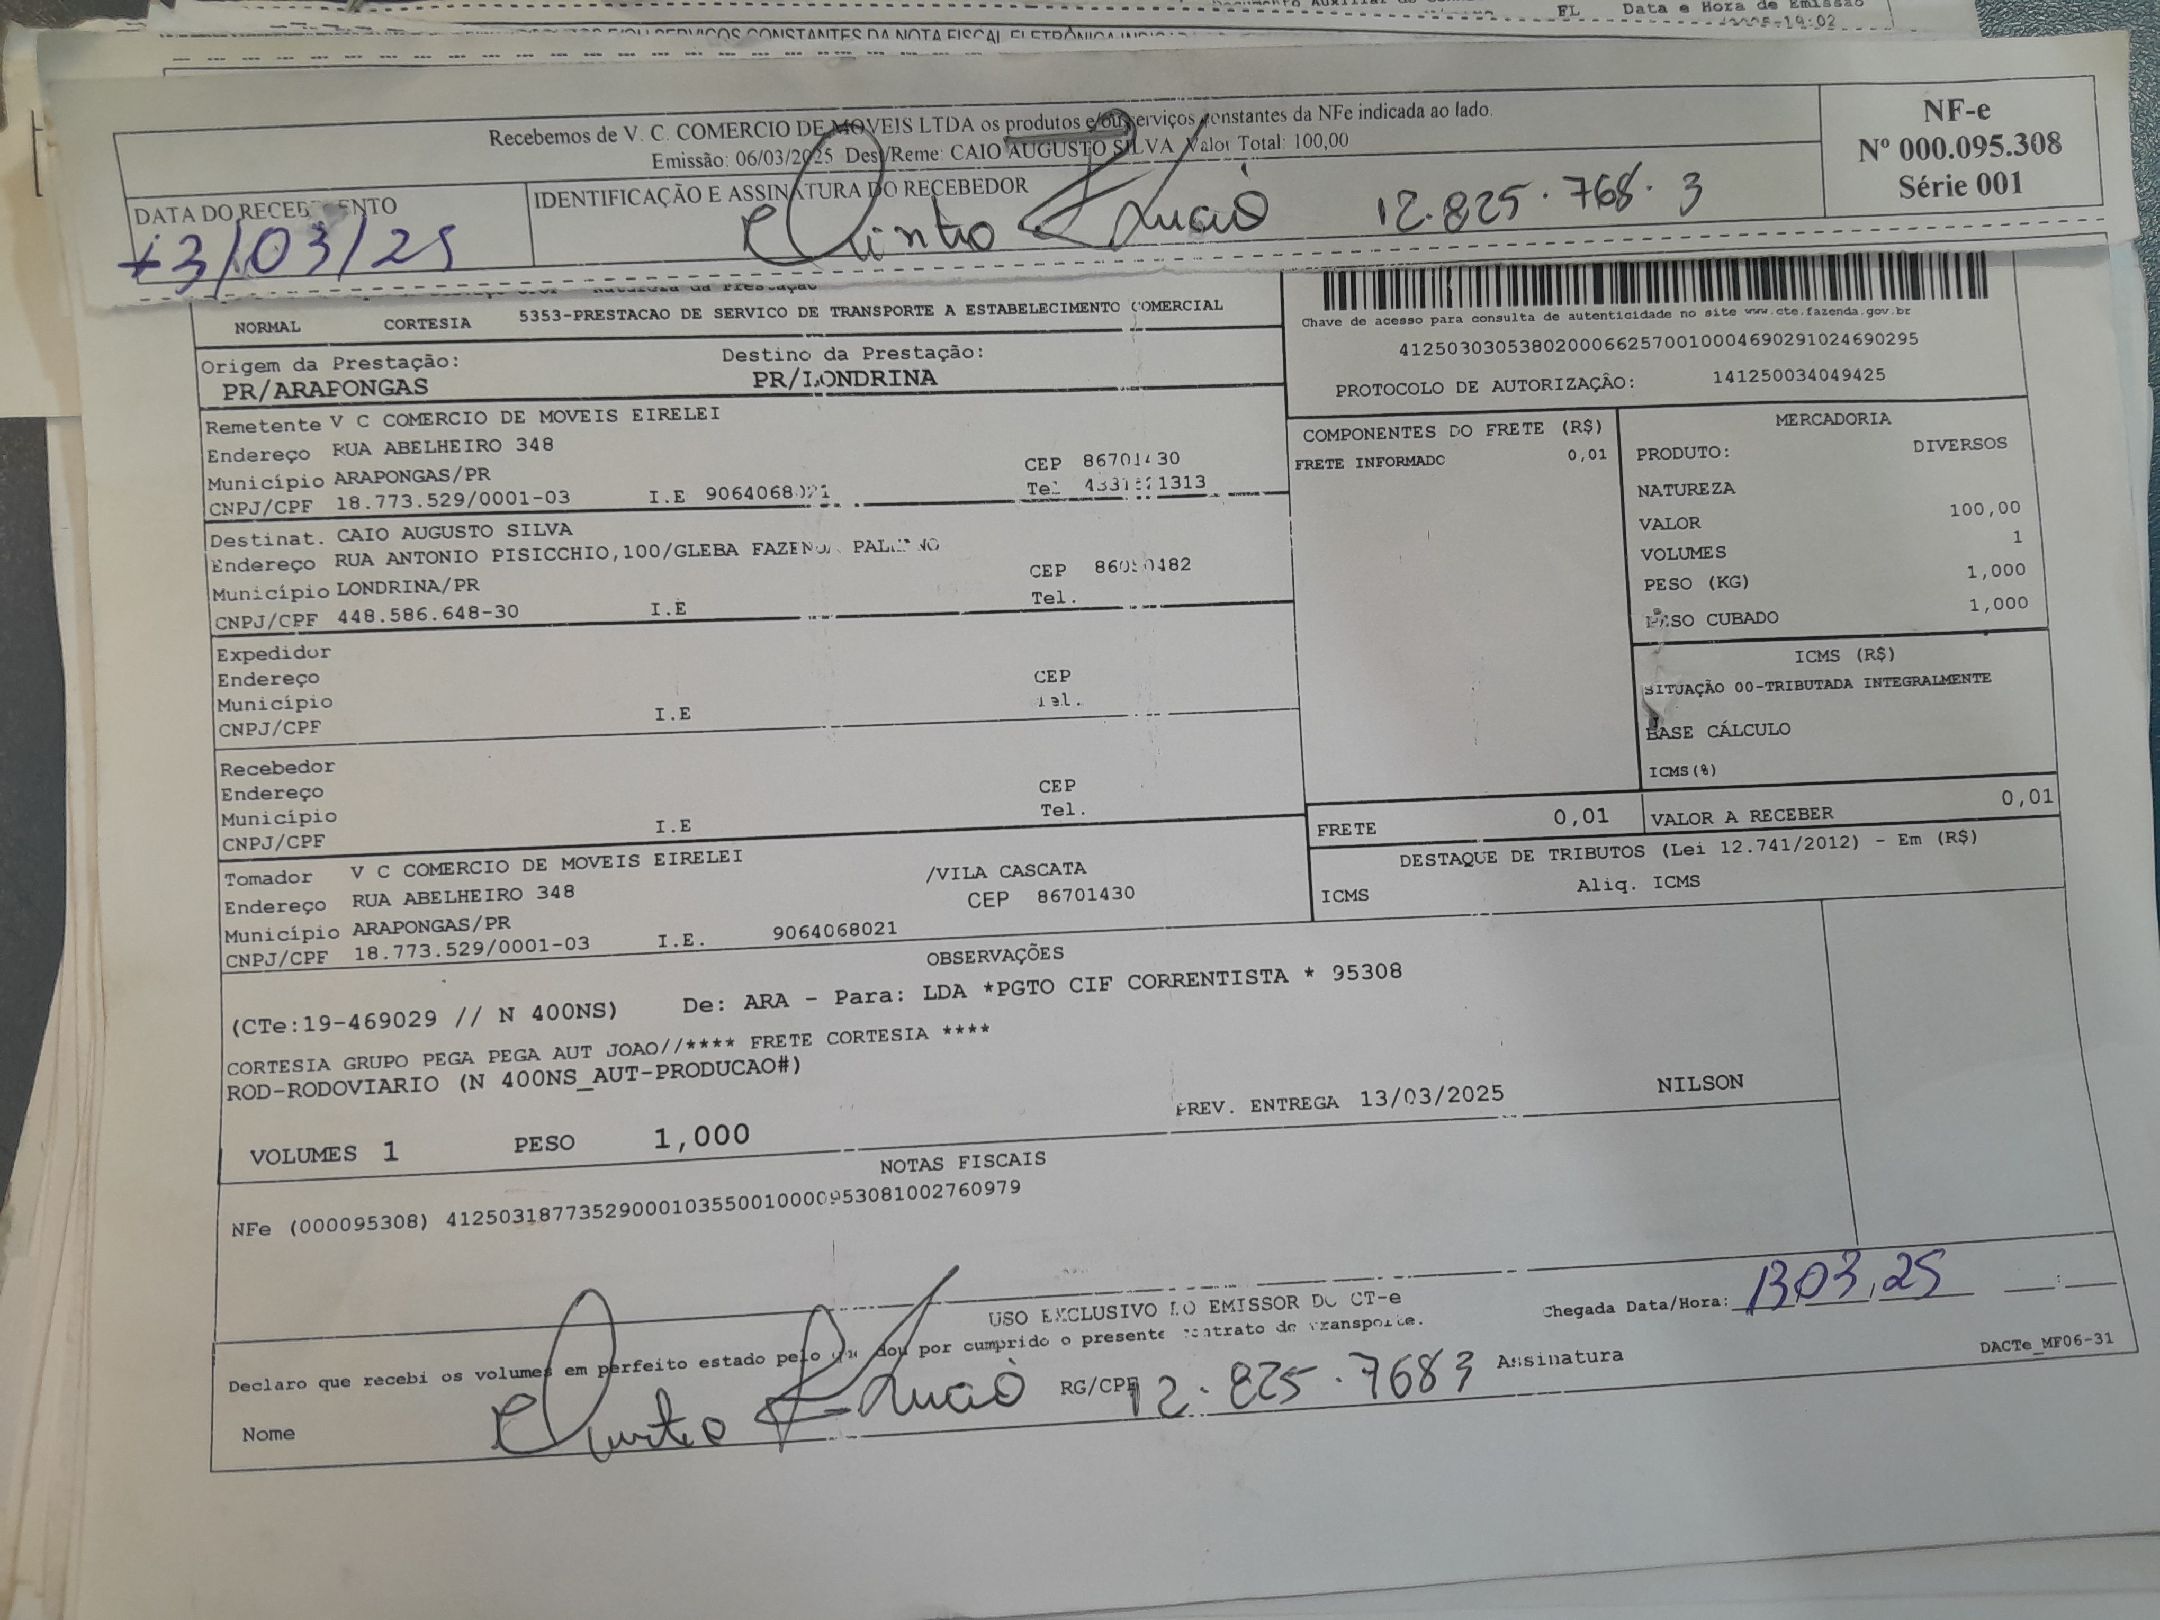 FL Data e Hora de Emissão
Recebemos de V. C. COMERCIO DE MOVEIS LTDA os produtos e/ou serviços constantes da NFe indicada ao lado.
Emissão: 06/03/2025 Des/Reme: CAIO AUGUSTO SILVA Valor Total: 100,00
NF-e
Nº 000.095.308
Série 001
DATA DO RECEBIMENTO
13/03/25
IDENTIFICAÇÃO E ASSINATURA DO RECEBEDOR
12.825.768.3
NORMAL CORTESIA 5353-PRESTACAO DE SERVICO DE TRANSPORTE A ESTABELECIMENTO COMERCIAL
Chave de acesso para consulta de autenticidade no site www.cte.fazenda.gov.br
41250303053802000662570010004690291024690295
PROTOCOLO DE AUTORIZAÇÃO: 141250034049425
Origem da Prestação: Destino da Prestação:
PR/ARAPONGAS PR/LONDRINA
Remetente V C COMERCIO DE MOVEIS EIRELEI
Endereço RUA ABELHEIRO 348
Município ARAPONGAS/PR CEP 86701430
CNPJ/CPF 18.773.529/0001-03 I.E 9064068021 Tel
Destinat. CAIO AUGUSTO SILVA
Endereço RUA ANTONIO PISICCHIO,100/GLEBA FAZENDA PALHANO
Município LONDRINA/PR CEP
CNPJ/CPF 448.586.648-30 I.E Tel.
Expedidor
Endereço CEP
Município Tel.
CNPJ/CPF I.E
Recebedor
Endereço CEP
Município Tel.
CNPJ/CPF I.E
Tomador V C COMERCIO DE MOVEIS EIRELEI /VILA CASCATA
Endereço RUA ABELHEIRO 348 CEP 86701430
Município ARAPONGAS/PR
CNPJ/CPF 18.773.529/0001-03 I.E. 9064068021
COMPONENTES DO FRETE (R$)
FRETE INFORMADO 0,01
MERCADORIA
PRODUTO: DIVERSOS
NATUREZA
VALOR 100,00
VOLUMES 1
PESO (KG) 1,000
PESO CUBADO 1,000
ICMS (R$)
SITUAÇÃO 00-TRIBUTADA INTEGRALMENTE
BASE CÁLCULO
ICMS(%)
FRETE 0,01 VALOR A RECEBER 0,01
DESTAQUE DE TRIBUTOS (Lei 12.741/2012) - Em (R$)
ICMS Aliq. ICMS
OBSERVAÇÕES
(CTe:19-469029 // N 400NS) De: ARA - Para: LDA *PGTO CIF CORRENTISTA * 95308
CORTESIA GRUPO PEGA PEGA AUT JOAO//**** FRETE CORTESIA ****
ROD-RODOVIARIO (N 400NS_AUT-PRODUCAO#)
PREV. ENTREGA 13/03/2025 NILSON
VOLUMES 1 PESO 1,000
NOTAS FISCAIS
NFe (000095308) 41250318773529000103550010000953081002760979
USO EXCLUSIVO DO EMISSOR DO CT-e
Chegada Data/Hora: 13 03, 25
Declaro que recebi os volumes em perfeito estado pelo que dou por cumprido o presente contrato de transporte.
Nome RG/CPF 12.825.7683 Assinatura
DACTe_MF06-31